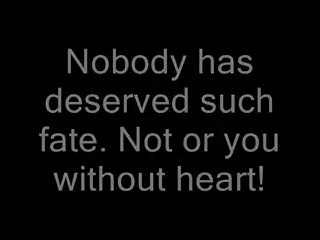 Nobody has
deserved such
fate. Not or you
without heart!